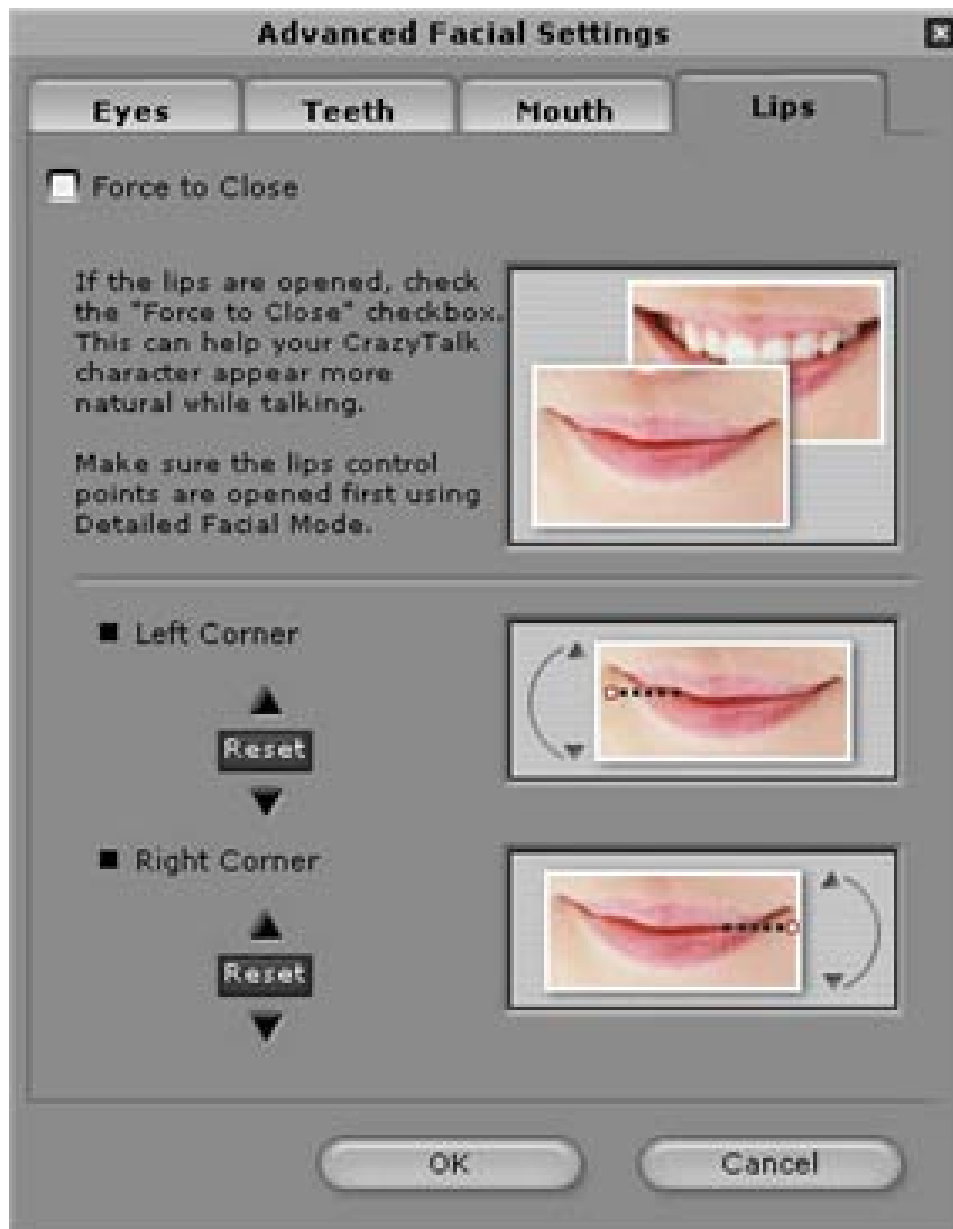 Advanced Facial Settings
Eyes
Teeth
Mouth
Lips
Force to Close
If the lips are opened, check
the "Force to Close" checkbox.
This can help your CrazyTalk
character appear more
natural while talking.
Make sure the lips control
points are opened first using
Detailed Facial Mode.
Left Corner
Reset
Right Corner
Reset
OK
Cancel